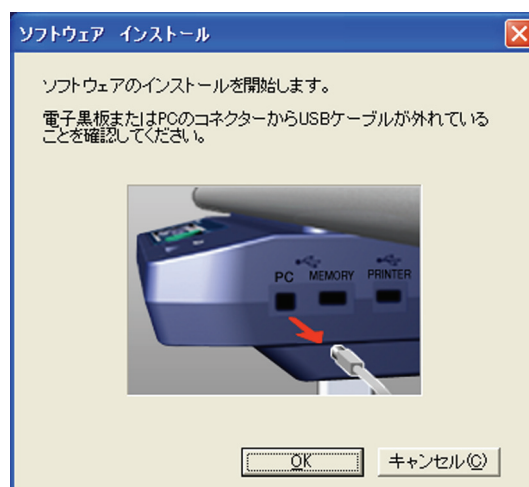 ソフトウェア インストール
ソフトウェアのインストールを開始します。
電子黒板またはPCのコネクターからUSBケーブルが外れている
ことを確認してください。
PC MEMORY PRINTER
OK キャンセル(C)